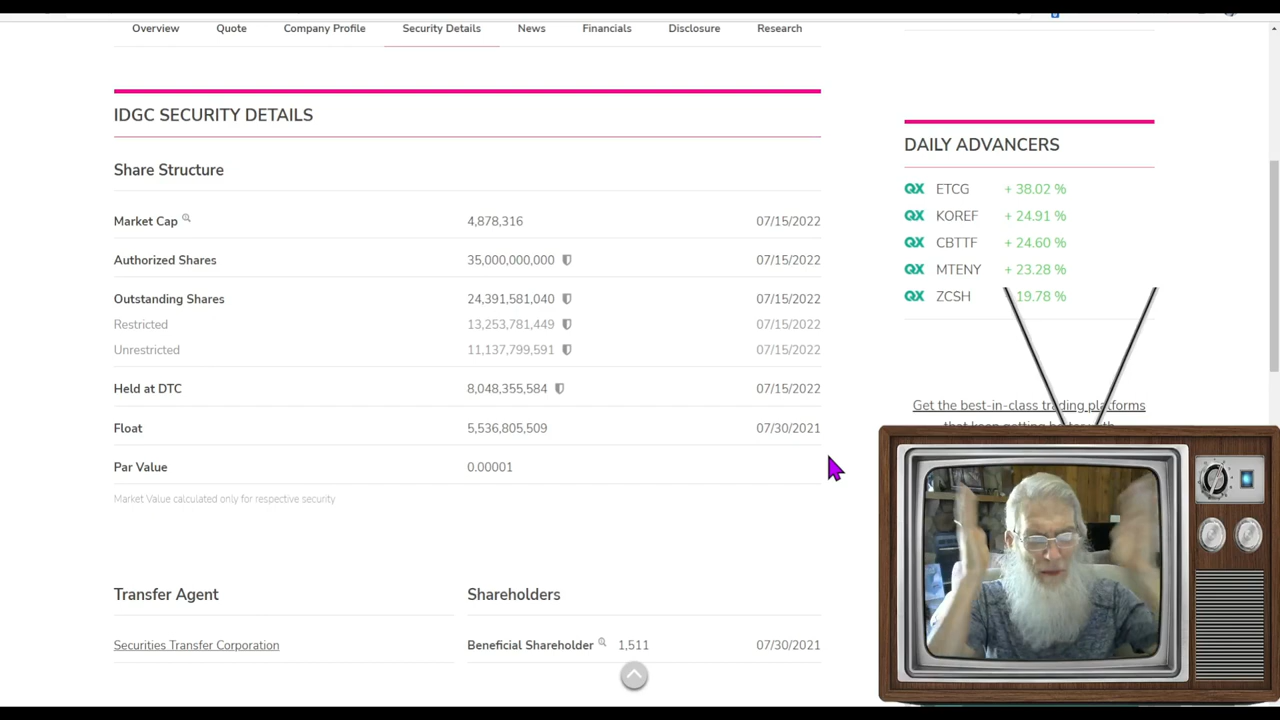 Overview Quote Company Profile Security Details News Financials Disclosure Research
IDGC SECURITY DETAILS
Share Structure
Market Cap 4,878,316 07/15/2022
Authorized Shares 35,000,000,000 07/15/2022
Outstanding Shares 24,391,581,040 07/15/2022
Restricted 13,253,781,449 07/15/2022
Unrestricted 11,137,799,591 07/15/2022
Held at DTC 8,048,355,584 07/15/2022
Float 5,536,805,509 07/30/2021
Par Value 0.00001
Market Value calculated only for respective security
Transfer Agent
Securities Transfer Corporation
Shareholders
Beneficial Shareholder 1,511 07/30/2021
DAILY ADVANCERS
QX ETCG + 38.02 %
QX KOREF + 24.91 %
QX CBTTF + 24.60 %
QX MTENY + 23.28 %
QX ZCSH + 19.78 %
Get the best-in-class trading platforms
that keep getting better with